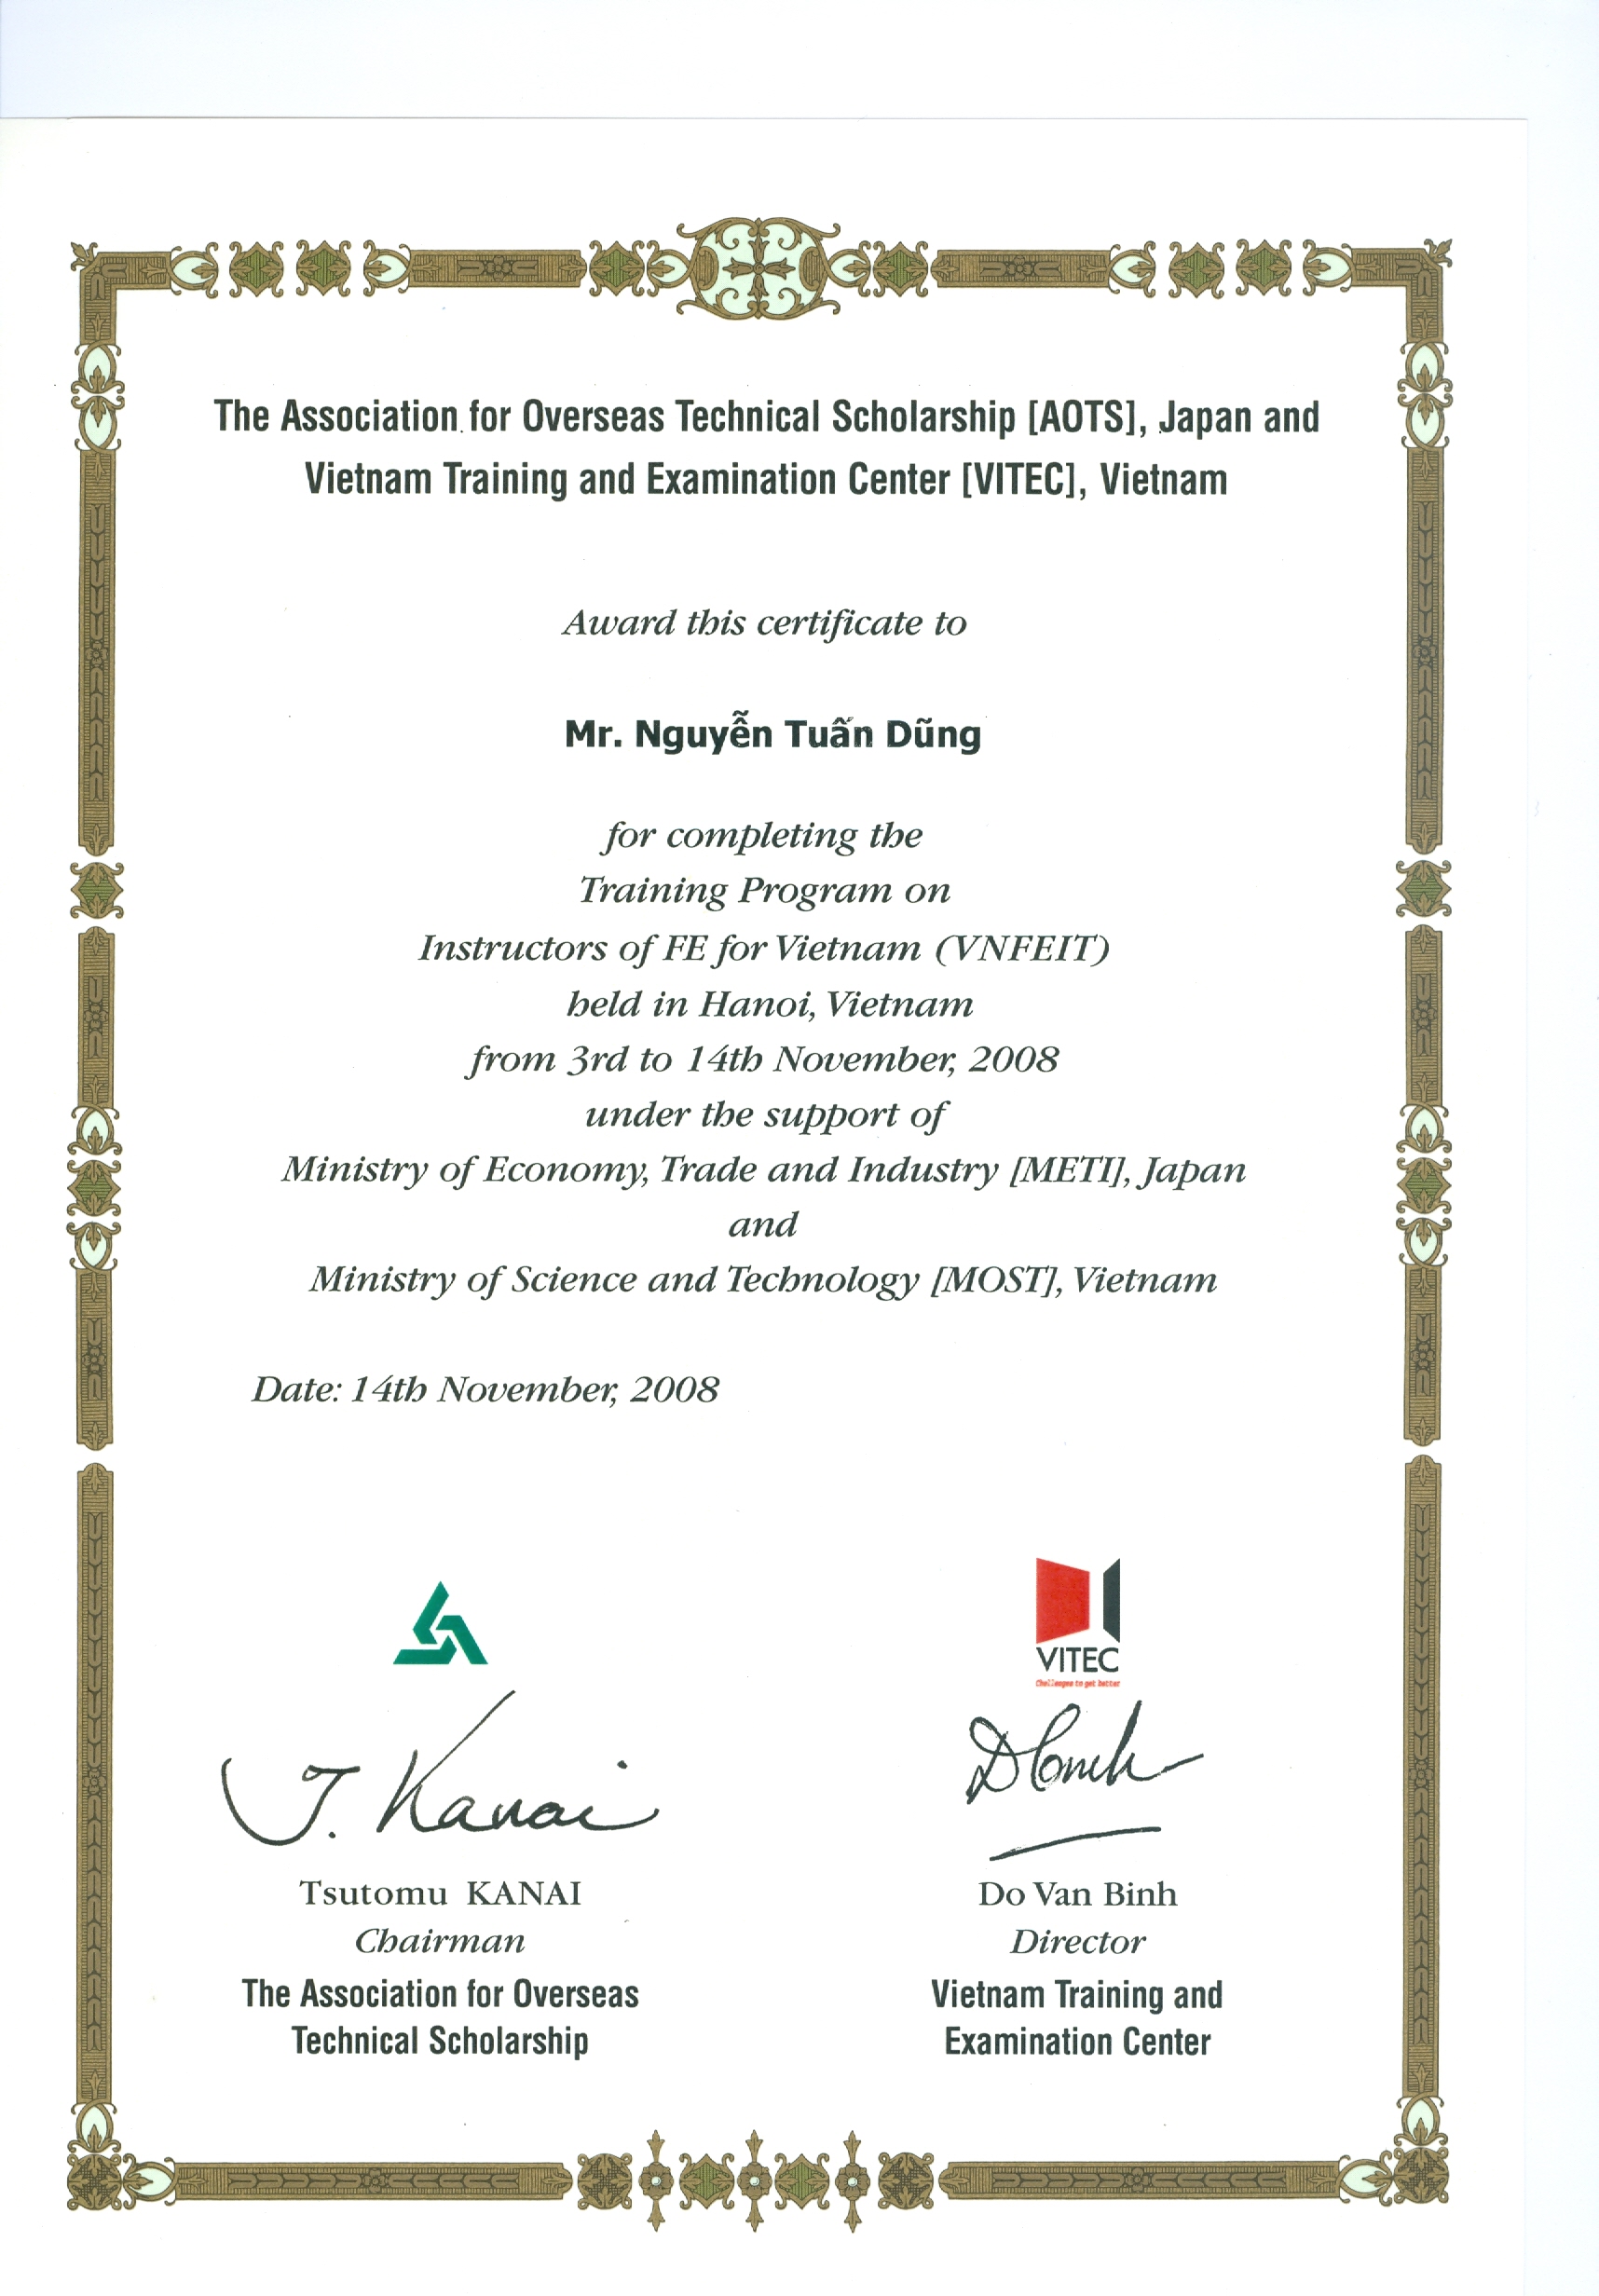 The Association for Overseas Technical Scholarship [AOTS], Japan and
Vietnam Training and Examination Center [VITEC], Vietnam
Award this certificate to
Mr. Nguyễn Tuấn Dũng
for completing the
Training Program on
Instructors of FE for Vietnam (VNFEIT)
held in Hanoi, Vietnam
from 3rd to 14th November, 2008
under the support of
Ministry of Economy, Trade and Industry [METI], Japan
and
Ministry of Science and Technology [MOST], Vietnam
Date: 14th November, 2008
VITEC
Challenges to get better
J. Kanai
Tsutomu KANAI
Chairman
The Association for Overseas
Technical Scholarship
Do Van Binh
Director
Vietnam Training and
Examination Center